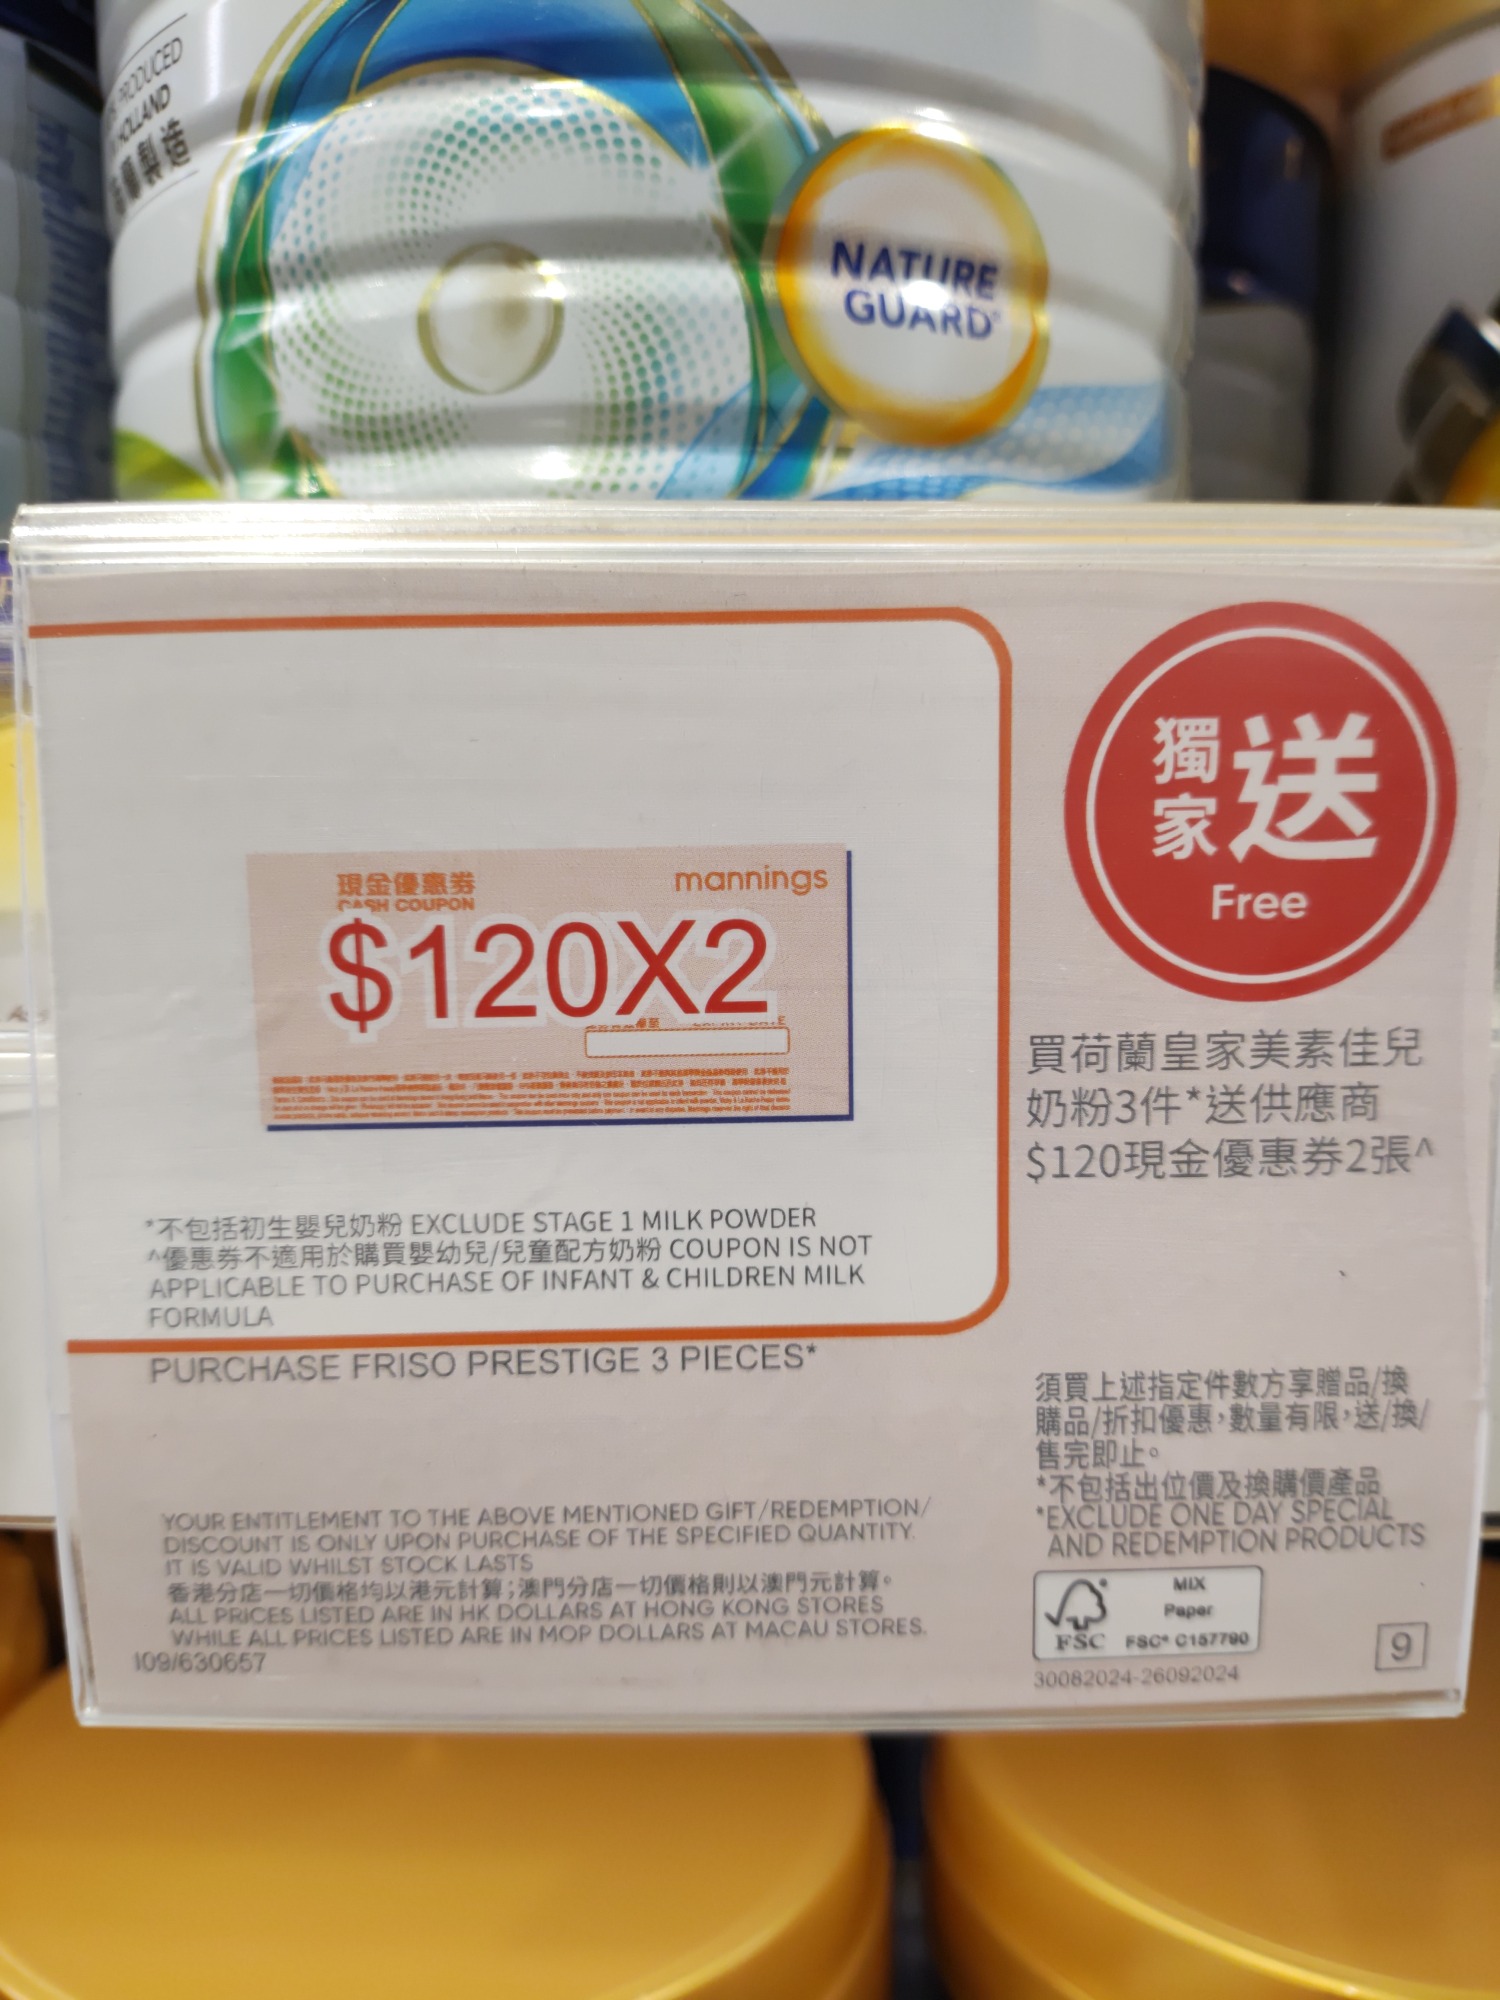 PRODUCED
HOLLAND
製造
NATURE
GUARD
獨家送
Free
現金優惠券
mannings
CASH COUPON
$120X2
買荷蘭皇家美素佳兒
奶粉3件*送供應商
$120現金優惠券2張^
*不包括初生嬰兒奶粉 EXCLUDE STAGE 1 MILK POWDER
^優惠券不適用於購買嬰幼兒/兒童配方奶粉 COUPON IS NOT
APPLICABLE TO PURCHASE OF INFANT & CHILDREN MILK
FORMULA
PURCHASE FRISO PRESTIGE 3 PIECES*
須買上述指定件數方享贈品/換
購品/折扣優惠，數量有限，送/換/
售完即止。
*不包括出位價及換購價產品
*EXCLUDE ONE DAY SPECIAL
AND REDEMPTION PRODUCTS
YOUR ENTITLEMENT TO THE ABOVE MENTIONED GIFT/REDEMPTION/
DISCOUNT IS ONLY UPON PURCHASE OF THE SPECIFIED QUANTITY.
IT IS VALID WHILST STOCK LASTS
香港分店一切價格均以港元計算；澳門分店一切價格則以澳門元計算。
ALL PRICES LISTED ARE IN HK DOLLARS AT HONG KONG STORES
WHILE ALL PRICES LISTED ARE IN MOP DOLLARS AT MACAU STORES.
I09/630657
FSC
MIX
Paper
FSC® C157790
30082024-26092024
9